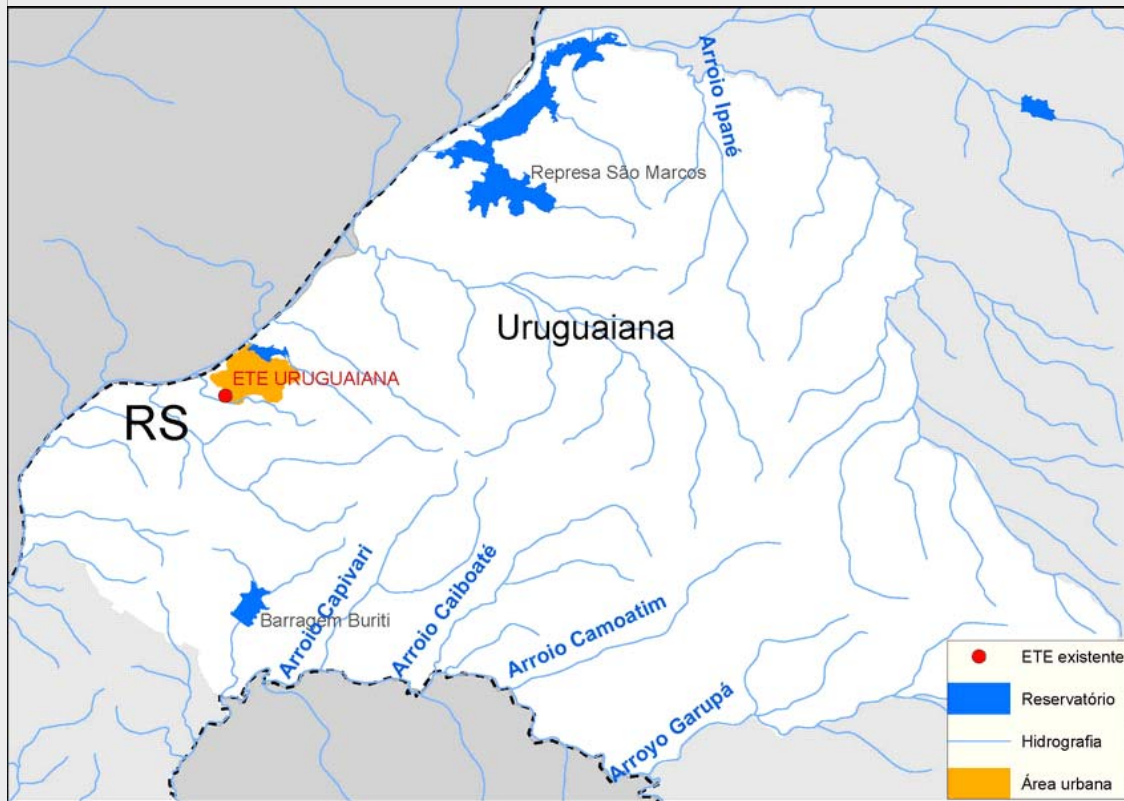 Arroio Ipané
Represa São Marcos
Uruguaiana
ETE URUGUAIANA
RS
Arroio Capivari
Arroio Caiboaté
Barragem Buriti
Arroio Camoatim
Arroyo Garupá
ETE existente
Reservatório
Hidrografia
Área urbana